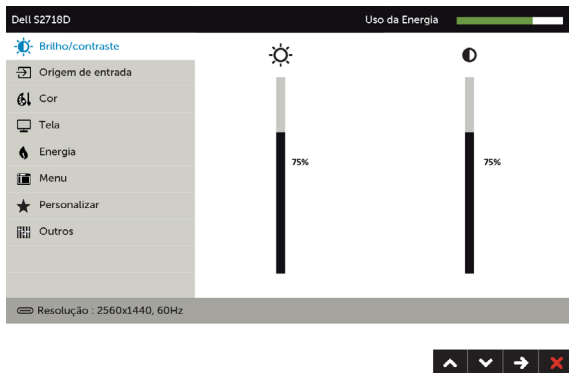 Dell S2718D
Uso da Energia
Brilho/contraste
Origem de entrada
Cor
Tela
Energia
Menu
Personalizar
Outros
75%
75%
Resolução : 2560x1440, 60Hz